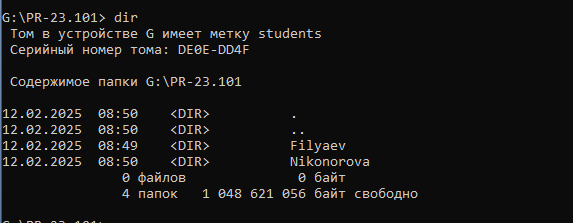 G:\PR-23.101> dir
Том в устройстве G имеет метку students
Серийный номер тома: DE0E-DD4F
Содержимое папки G:\PR-23.101
12.02.2025 08:50 <DIR> .
12.02.2025 08:50 <DIR> ..
12.02.2025 08:49 <DIR> Filyaev
12.02.2025 08:50 <DIR> Nikonorova
0 файлов 0 байт
4 папок 1 048 621 056 байт свободно
G:\PR-23.101>